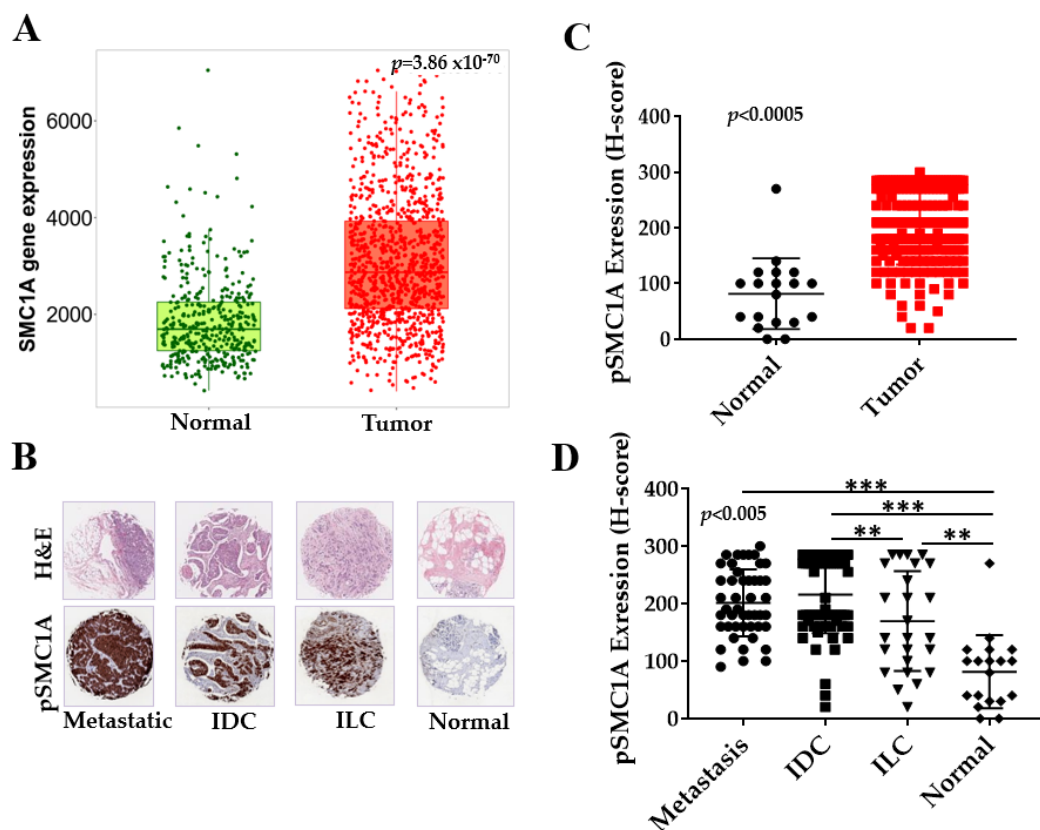 A
SMC1A gene expression
6000
4000
2000
p=3.86 x10-70
Normal
Tumor
B
H&E
pSMC1A
Metastatic
IDC
ILC
Normal
C
pSMC1A Exression (H-score)
400
300
200
100
0
p<0.0005
Normal
Tumor
D
pSMC1A Exression (H-score)
400
300
200
100
0
p<0.005
***
***
**
**
Metastasis
IDC
ILC
Normal